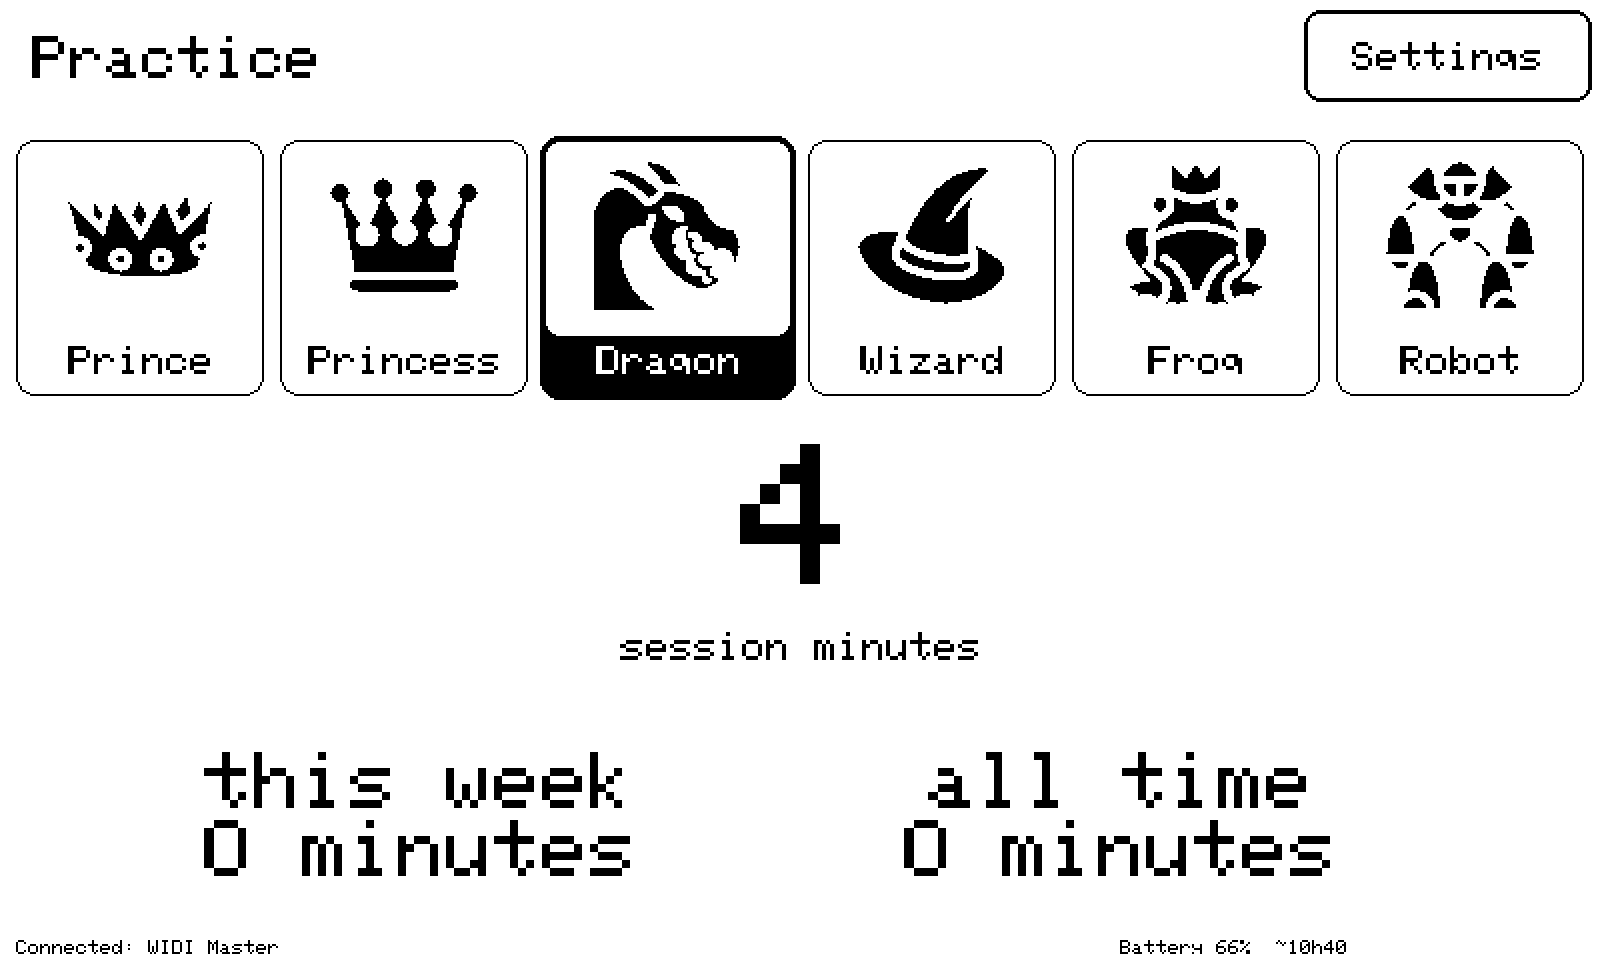 Practice
Settings
Prince
Princess
Dragon
Wizard
Frog
Robot
4
session minutes
this week
0 minutes
all time
0 minutes
Connected: WIDI Master
Battery 66% ~10h40